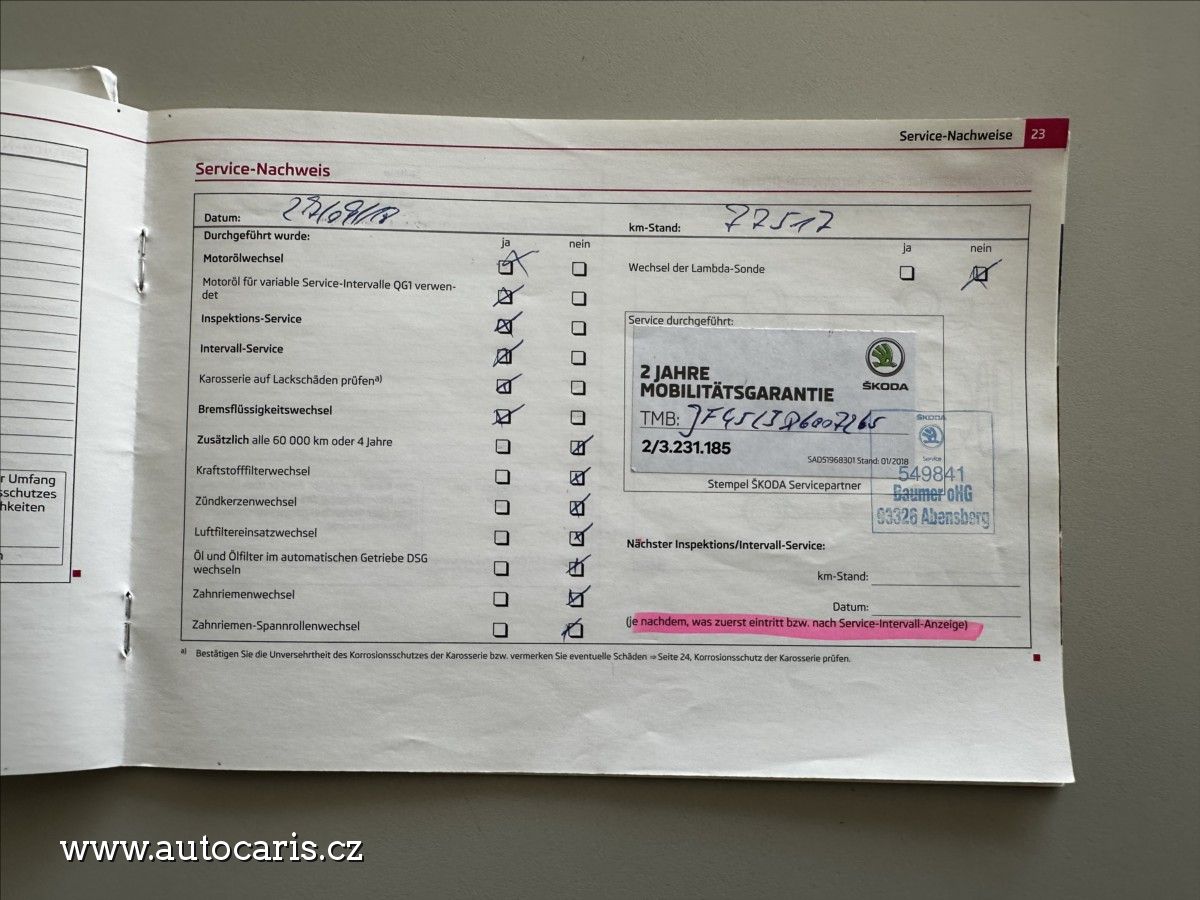 Service-Nachweise 23
Service-Nachweis
Datum: 27/09/18
km-Stand: 77517
Durchgeführt wurde:
ja nein
ja nein
Motorölwechsel
Wechsel der Lambda-Sonde
Motoröl für variable Service-Intervalle QG1 verwen-
det
Inspektions-Service
Intervall-Service
Karosserie auf Lackschäden prüfen a)
Bremsflüssigkeitswechsel
Zusätzlich alle 60 000 km oder 4 Jahre
Kraftstofffilterwechsel
Zündkerzenwechsel
Luftfiltereinsatzwechsel
Öl und Ölfilter im automatischen Getriebe DSG
wechseln
Zahnriemenwechsel
Zahnriemen-Spannrollenwechsel
Service durchgeführt:
2 JAHRE
MOBILITÄTSGARANTIE
ŠKODA
TMB:
2/3.231.185
SAD51968301 Stand: 01/2018
Stempel ŠKODA Servicepartner
ŠKODA
Service
549841
Baumer oHG
93326 Abensberg
Nächster Inspektions/Intervall-Service:
km-Stand:
Datum:
(je nachdem, was zuerst eintritt bzw. nach Service-Intervall-Anzeige)
a) Bestätigen Sie die Unversehrtheit des Korrosionsschutzes der Karosserie bzw. vermerken Sie eventuelle Schäden ⇒ Seite 24, Korrosionsschutz der Karosserie prüfen.
r Umfang
sschutzes
hkeiten
www.autocaris.cz